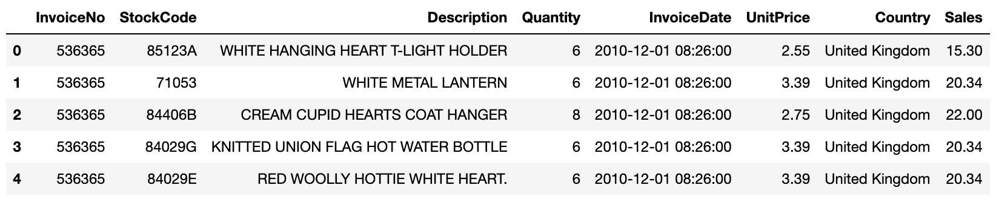 InvoiceNo StockCode Description Quantity InvoiceDate UnitPrice Country Sales
0 536365 85123A WHITE HANGING HEART T-LIGHT HOLDER 6 2010-12-01 08:26:00 2.55 United Kingdom 15.30
1 536365 71053 WHITE METAL LANTERN 6 2010-12-01 08:26:00 3.39 United Kingdom 20.34
2 536365 84406B CREAM CUPID HEARTS COAT HANGER 8 2010-12-01 08:26:00 2.75 United Kingdom 22.00
3 536365 84029G KNITTED UNION FLAG HOT WATER BOTTLE 6 2010-12-01 08:26:00 3.39 United Kingdom 20.34
4 536365 84029E RED WOOLLY HOTTIE WHITE HEART. 6 2010-12-01 08:26:00 3.39 United Kingdom 20.34